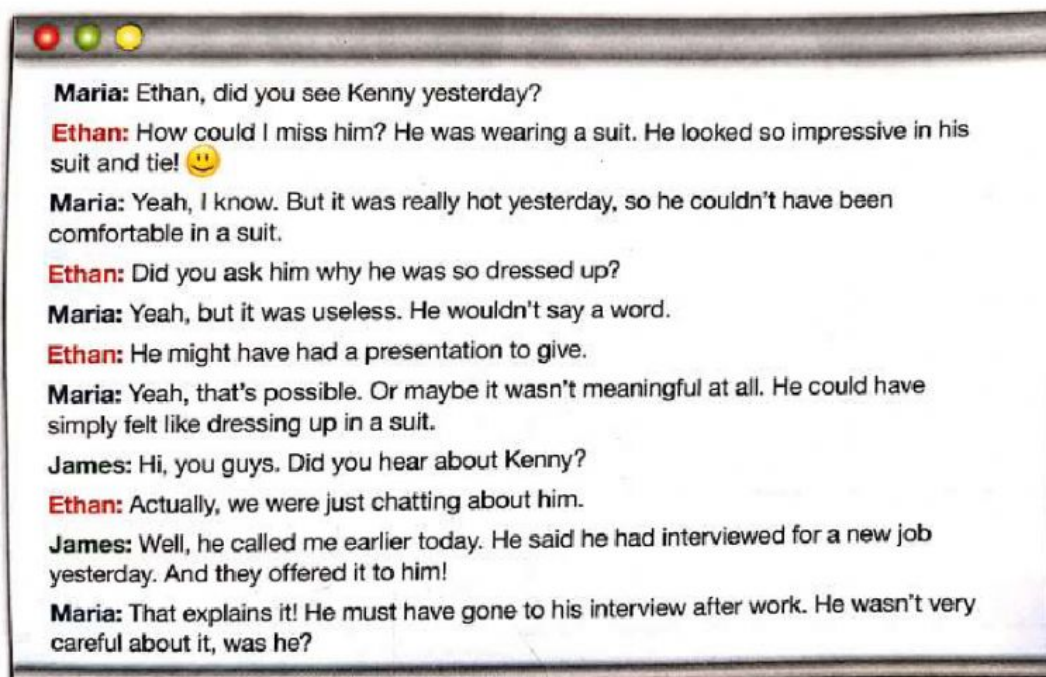 Maria: Ethan, did you see Kenny yesterday?
Ethan: How could I miss him? He was wearing a suit. He looked so impressive in his
suit and tie! 🙂
Maria: Yeah, I know. But it was really hot yesterday, so he couldn't have been
comfortable in a suit.
Ethan: Did you ask him why he was so dressed up?
Maria: Yeah, but it was useless. He wouldn't say a word.
Ethan: He might have had a presentation to give.
Maria: Yeah, that's possible. Or maybe it wasn't meaningful at all. He could have
simply felt like dressing up in a suit.
James: Hi, you guys. Did you hear about Kenny?
Ethan: Actually, we were just chatting about him.
James: Well, he called me earlier today. He said he had interviewed for a new job
yesterday. And they offered it to him!
Maria: That explains it! He must have gone to his interview after work. He wasn't very
careful about it, was he?